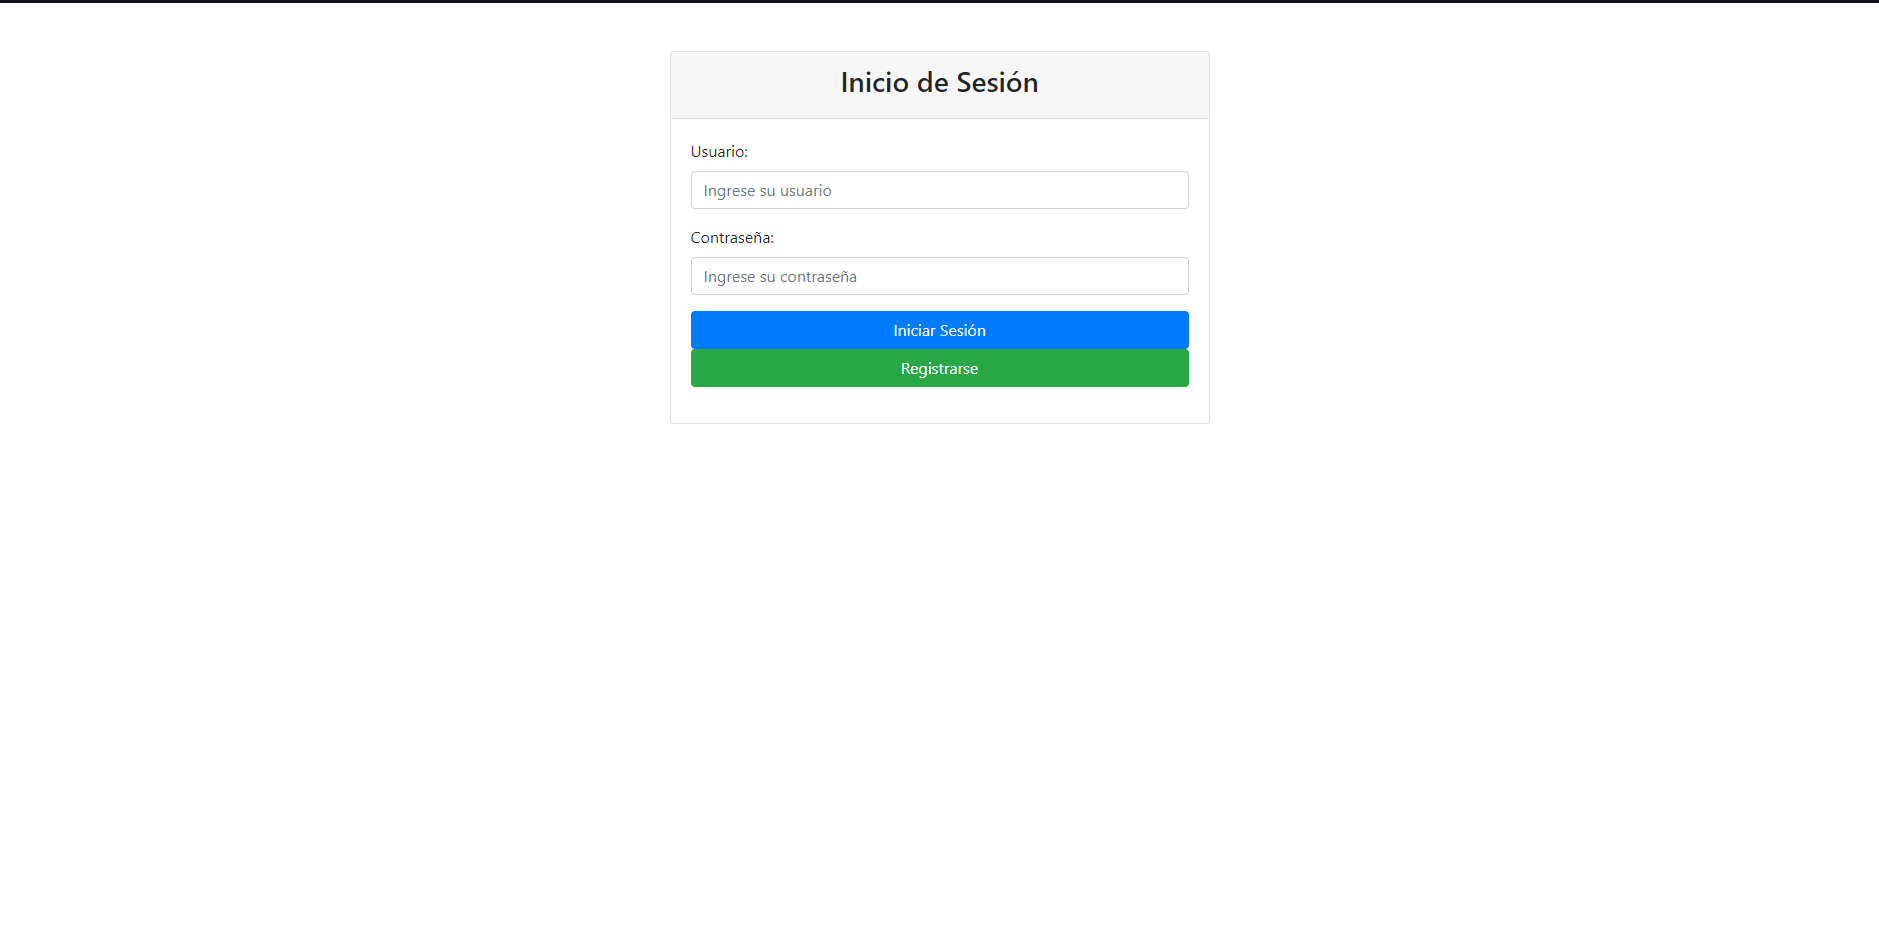 Inicio de Sesión
Usuario:
Ingrese su usuario
Contraseña:
Ingrese su contraseña
Iniciar Sesión
Registrarse